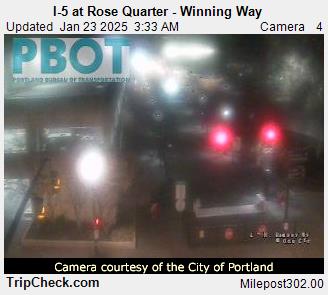 I-5 at Rose Quarter - Winning Way
Updated Jan 23 2025 3:33 AM Camera 4
PBOT
PORTLAND BUREAU OF TRANSPORTATION
Camera courtesy of the City of Portland
TripCheck.com Milepost302.00